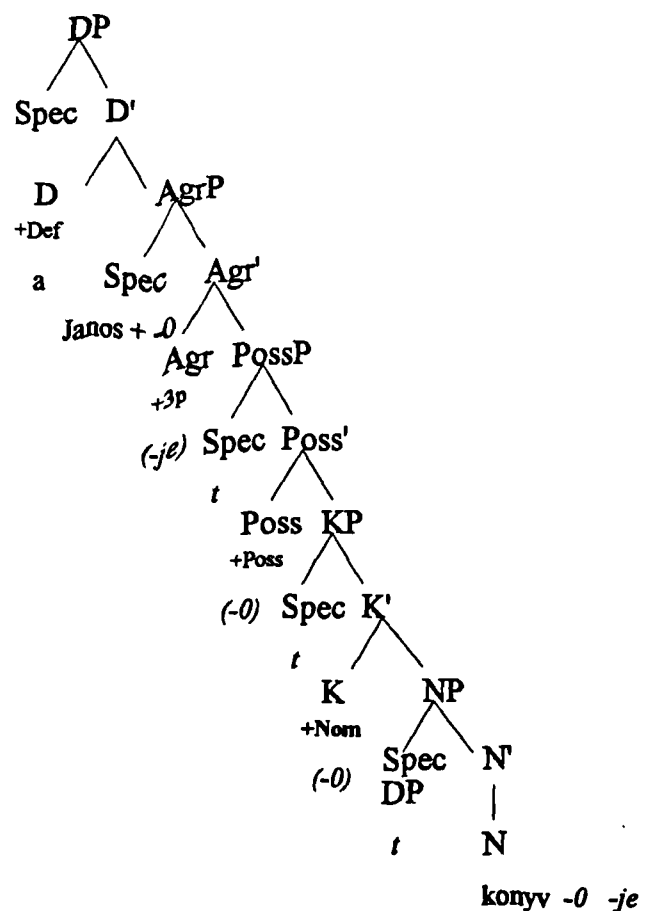 DP
Spec D'
D AgrP
+Def
a Spec Agr'
Janos + -0
Agr PossP
+3p
(-je) Spec Poss'
t
Poss KP
+Poss
(-0) Spec K'
t
K NP
+Nom
(-0) Spec N'
DP
t N
konyv -0 -je